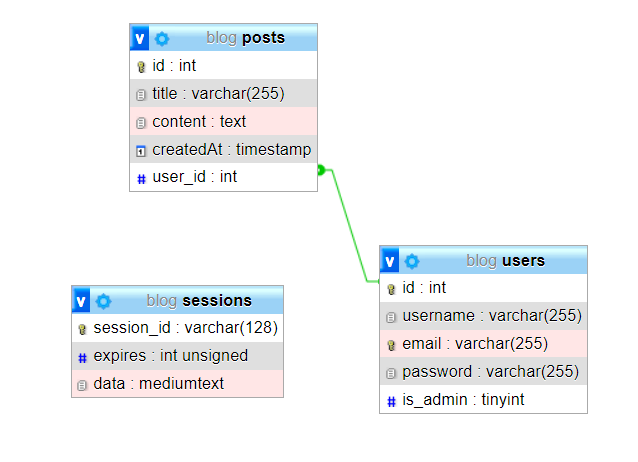 v blog posts
id : int
title : varchar(255)
content : text
createdAt : timestamp
# user_id : int
v blog users
id : int
username : varchar(255)
email : varchar(255)
password : varchar(255)
# is_admin : tinyint
v blog sessions
session_id : varchar(128)
# expires : int unsigned
data : mediumtext